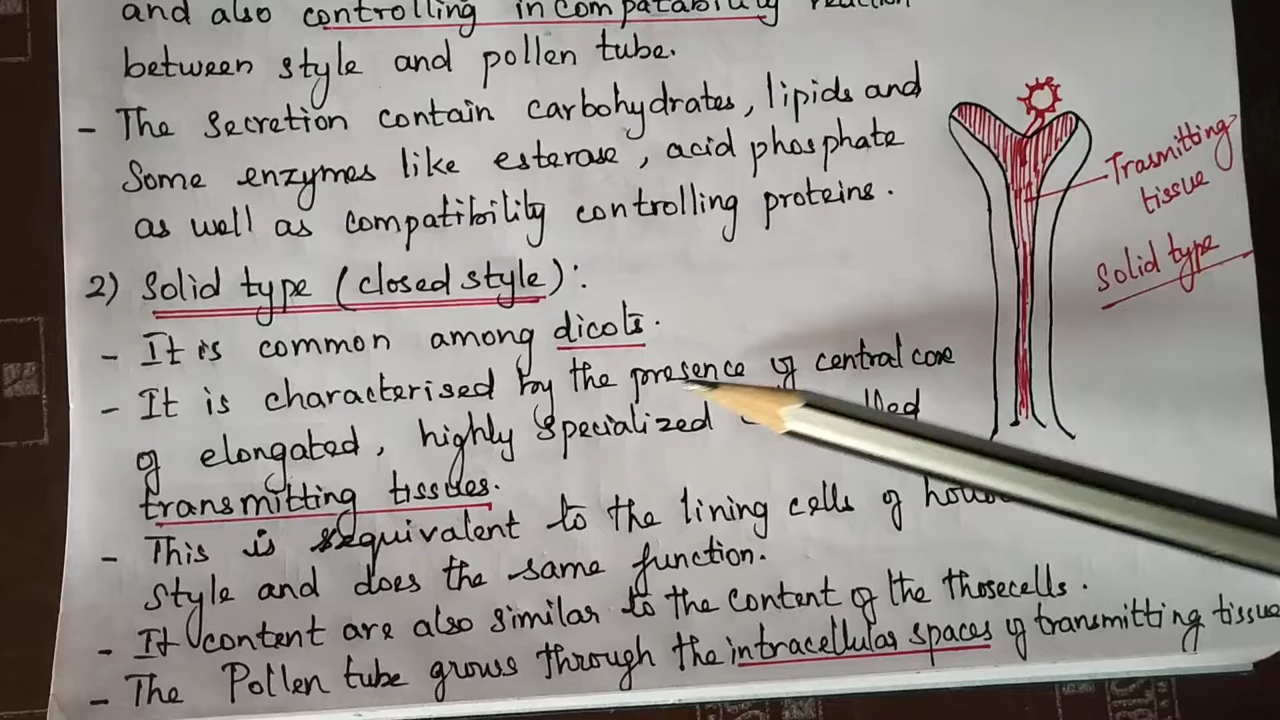 and also controlling incompatability reaction
between style and pollen tube.
- The secretion contain carbohydrates, lipids and
Some enzymes like esterase, acid phosphate
as well as compatibility controlling proteins.
2) Solid type (closed style):
- It is common among dicots.
- It is characterised by the presence of central core
of elongated, highly specialized
transmitting tissues.
- This is equivalent to the lining cells of
style and does the same function.
- It content are also similar to the content of the those cells.
- The Pollen tube grows through the intracellular spaces of transmitting tissue
Trasmitting
tissue
Solid type